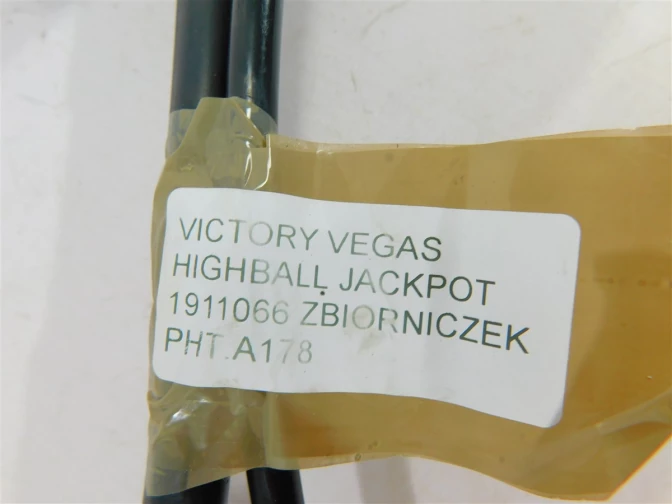 VICTORY VEGAS
HIGHBALL JACKPOT
1911066 ZBIORNICZEK
PHT.A178